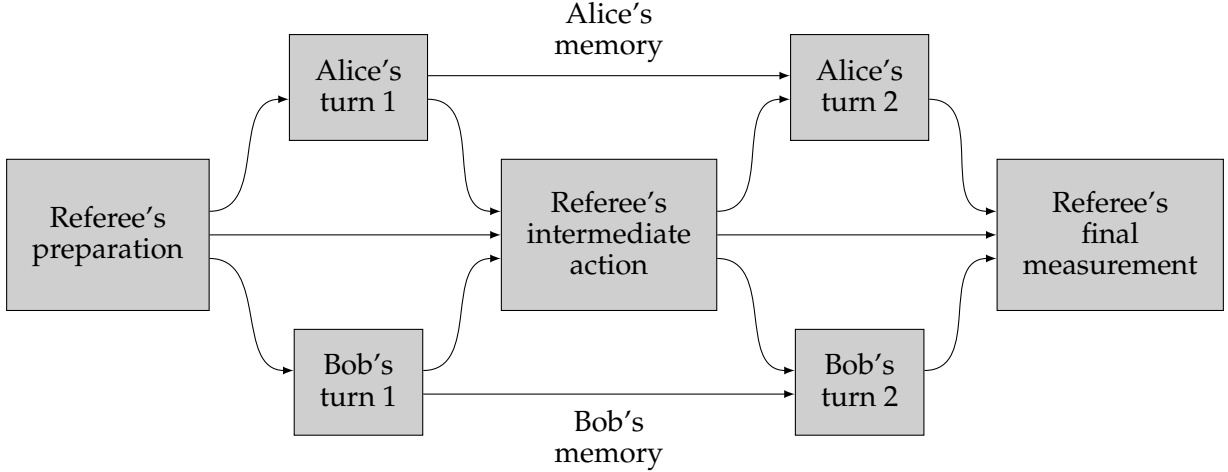 Alice's
memory
Alice's
turn 1
Alice's
turn 2
Referee's
preparation
Referee's
intermediate
action
Referee's
final
measurement
Bob's
turn 1
Bob's
turn 2
Bob's
memory